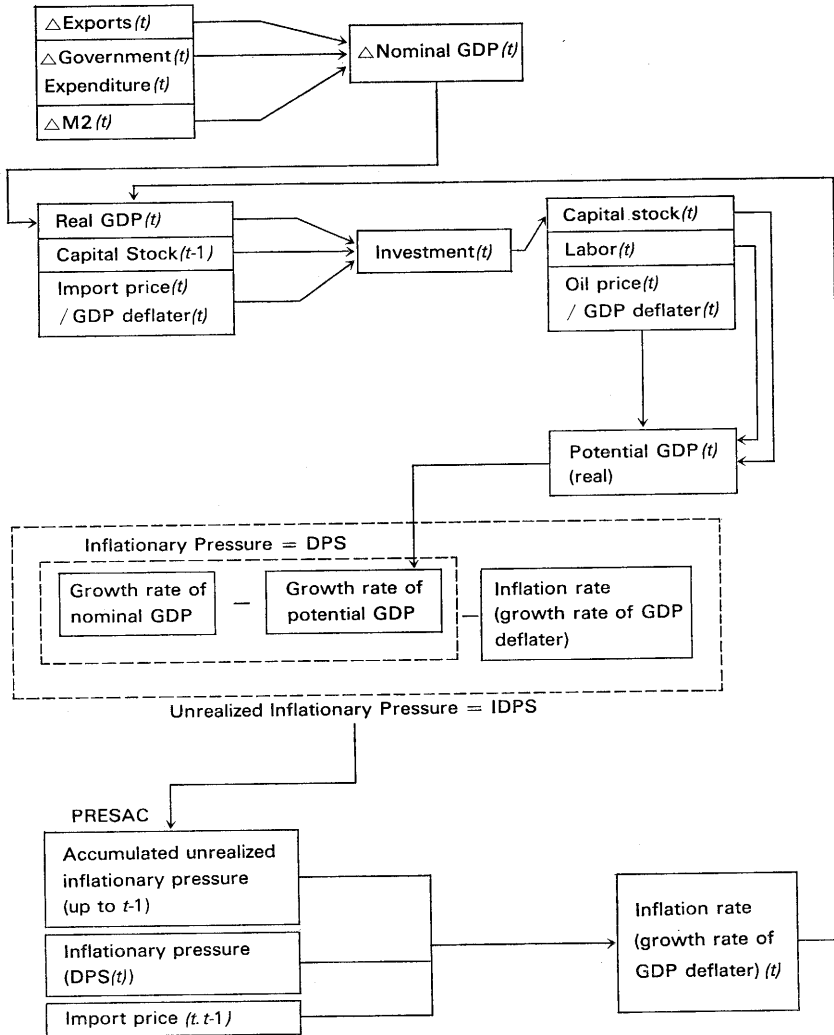 △Exports(t)
△Government(t)
Expenditure(t)
△M2(t)
△Nominal GDP(t)
Real GDP(t)
Capital Stock(t-1)
Import price(t)
/ GDP deflater(t)
Investment(t)
Capital stock(t)
Labor(t)
Oil price(t)
/ GDP deflater(t)
Potential GDP(t)
(real)
Inflationary Pressure = DPS
Growth rate of
nominal GDP
—
Growth rate of
potential GDP
—
Inflation rate
(growth rate of GDP
deflater)
Unrealized Inflationary Pressure = IDPS
PRESAC
Accumulated unrealized
inflationary pressure
(up to t-1)
Inflationary pressure
(DPS(t))
Import price (t. t-1)
Inflation rate
(growth rate of
GDP deflater) (t)